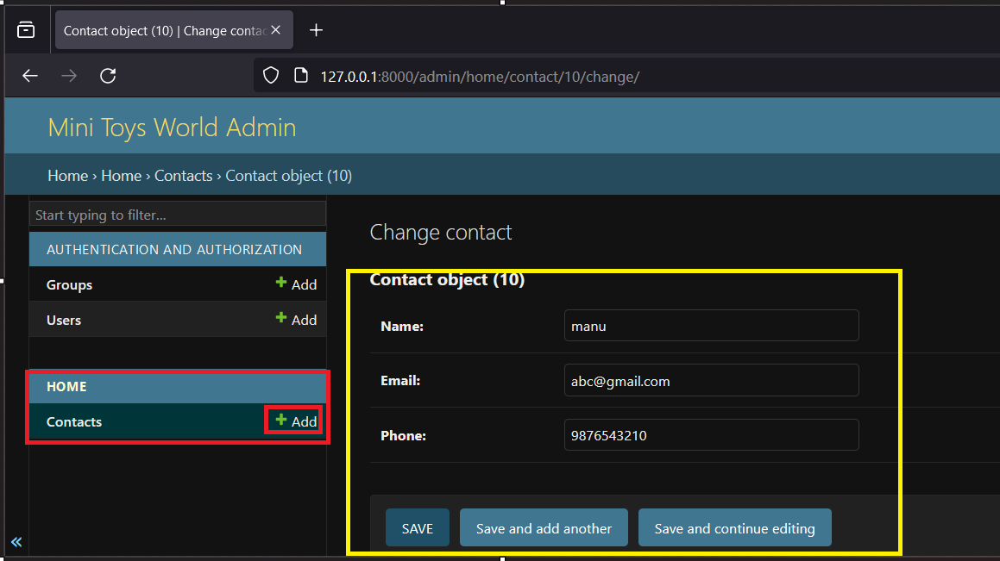 Contact object (10) | Change contac
127.0.0.1:8000/admin/home/contact/10/change/
Mini Toys World Admin
Home › Home › Contacts › Contact object (10)
Start typing to filter...
AUTHENTICATION AND AUTHORIZATION
Groups + Add
Users + Add
HOME
Contacts + Add
«
Change contact
Contact object (10)
Name: manu
Email: abc@gmail.com
Phone: 9876543210
SAVE Save and add another Save and continue editing